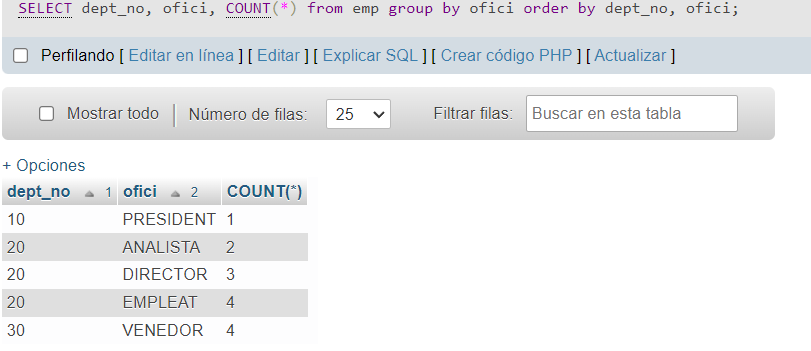 SELECT dept_no, ofici, COUNT(*) from emp group by ofici order by dept_no, ofici;
Perfilando [ Editar en línea ] [ Editar ] [ Explicar SQL ] [ Crear código PHP ] [ Actualizar ]
Mostrar todo Número de filas: 25 Filtrar filas: Buscar en esta tabla
+ Opciones
dept_no 1 ofici 2 COUNT(*)
10 PRESIDENT 1
20 ANALISTA 2
20 DIRECTOR 3
20 EMPLEAT 4
30 VENEDOR 4